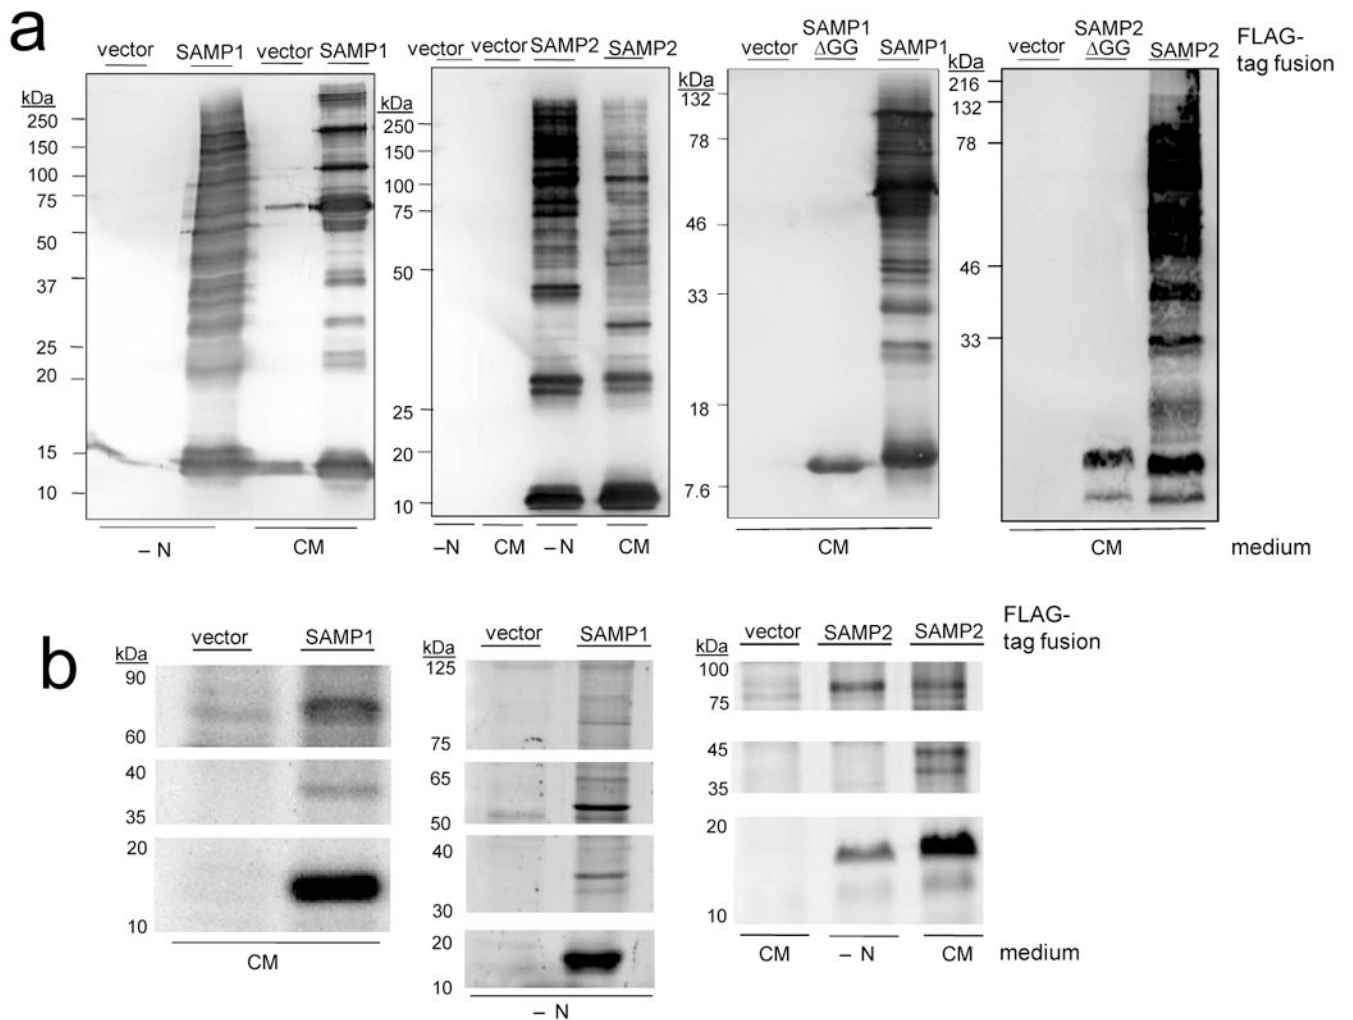 a
vector SAMP1 vector SAMP1
kDa
250
150
100
75
50
37
25
20
15
10
– N CM
vector vector SAMP2 SAMP2
kDa
250
150
100
75
50
25
20
10
–N CM – N CM
vector SAMP1 ΔGG SAMP1
kDa
132
78
46
33
18
7.6
CM
vector SAMP2 ΔGG SAMP2
kDa
216
132
78
46
33
CM
FLAG-
tag fusion
medium
b
vector SAMP1
kDa
90
60
40
35
20
10
CM
vector SAMP1
kDa
125
75
65
50
40
30
20
10
– N
vector SAMP2 SAMP2
kDa
100
75
45
35
20
10
CM – N CM
FLAG-
tag fusion
medium